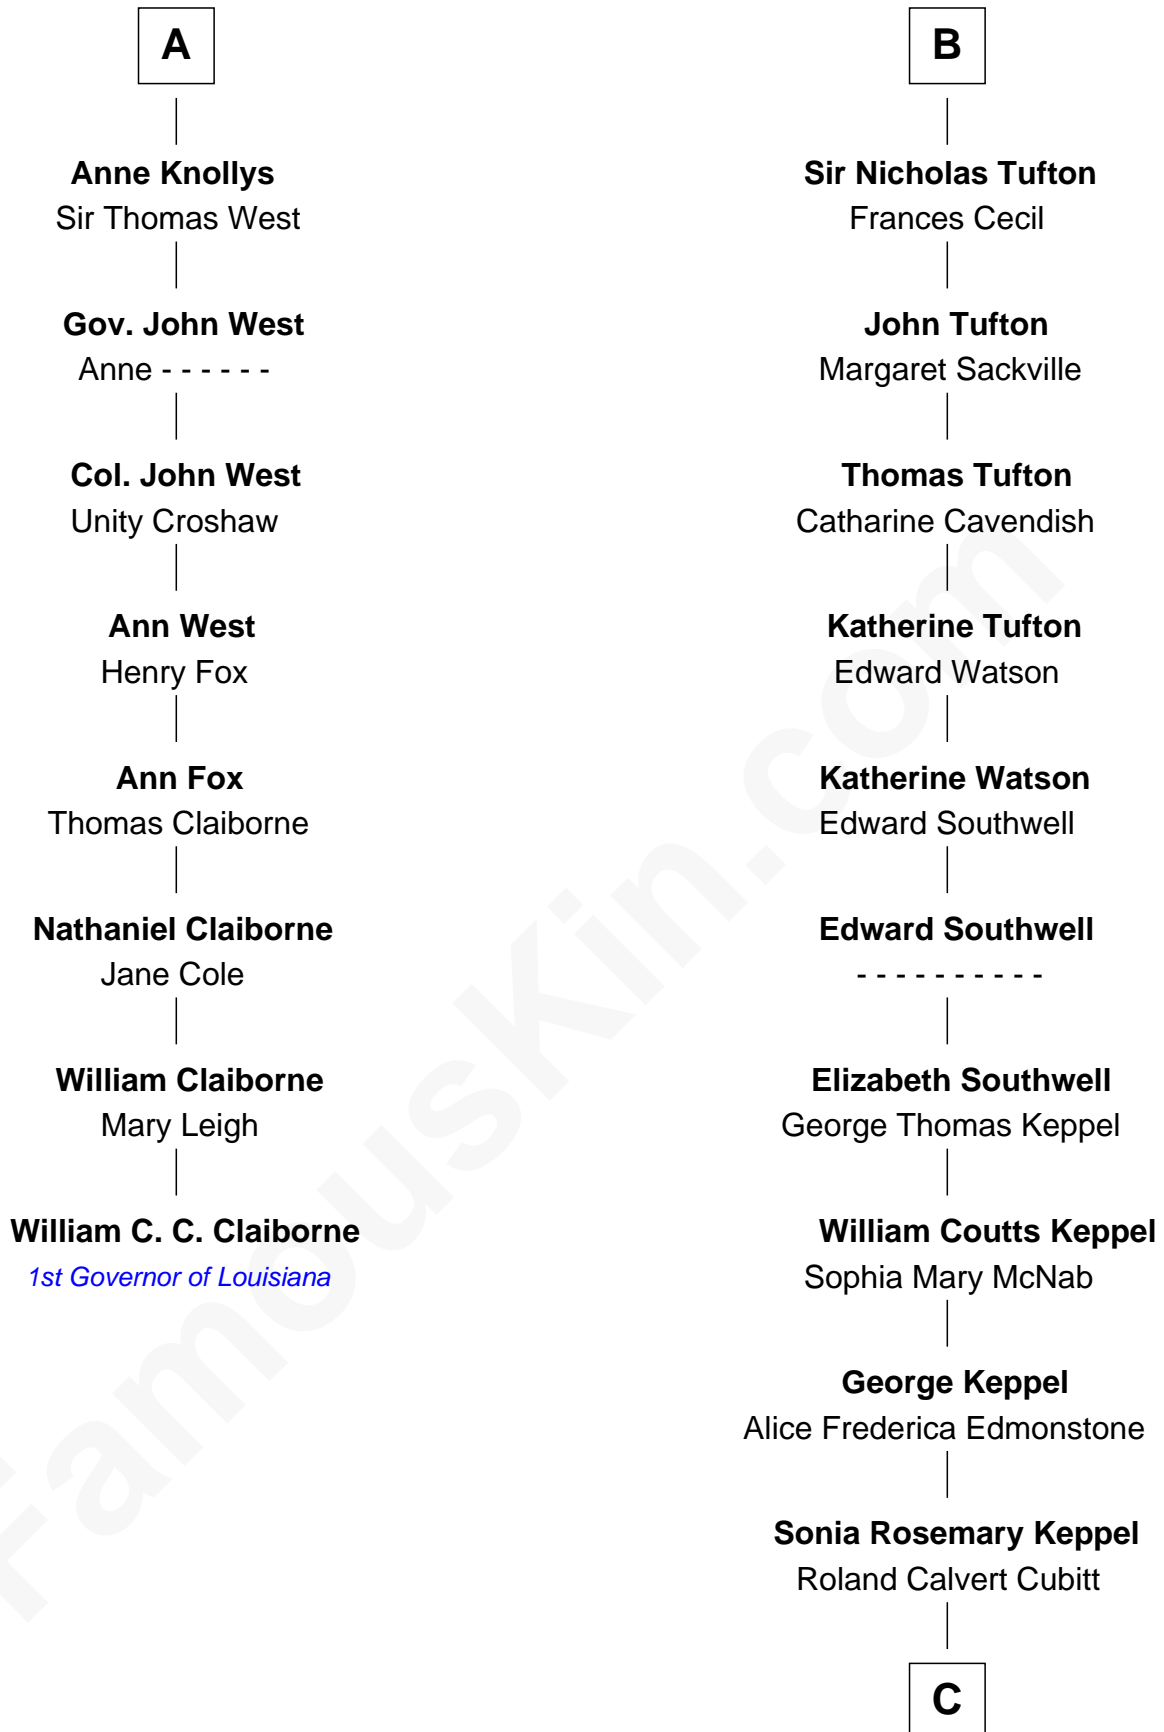 A
Anne Knollys
Sir Thomas West
Gov. John West
Anne - - - - - -
Col. John West
Unity Croshaw
Ann West
Henry Fox
Ann Fox
Thomas Claiborne
Nathaniel Claiborne
Jane Cole
William Claiborne
Mary Leigh
William C. C. Claiborne
1st Governor of Louisiana
B
Sir Nicholas Tufton
Frances Cecil
John Tufton
Margaret Sackville
Thomas Tufton
Catharine Cavendish
Katherine Tufton
Edward Watson
Katherine Watson
Edward Southwell
Edward Southwell
- - - - - - - - - -
Elizabeth Southwell
George Thomas Keppel
William Coutts Keppel
Sophia Mary McNab
George Keppel
Alice Frederica Edmonstone
Sonia Rosemary Keppel
Roland Calvert Cubitt
C
FamousKin.com